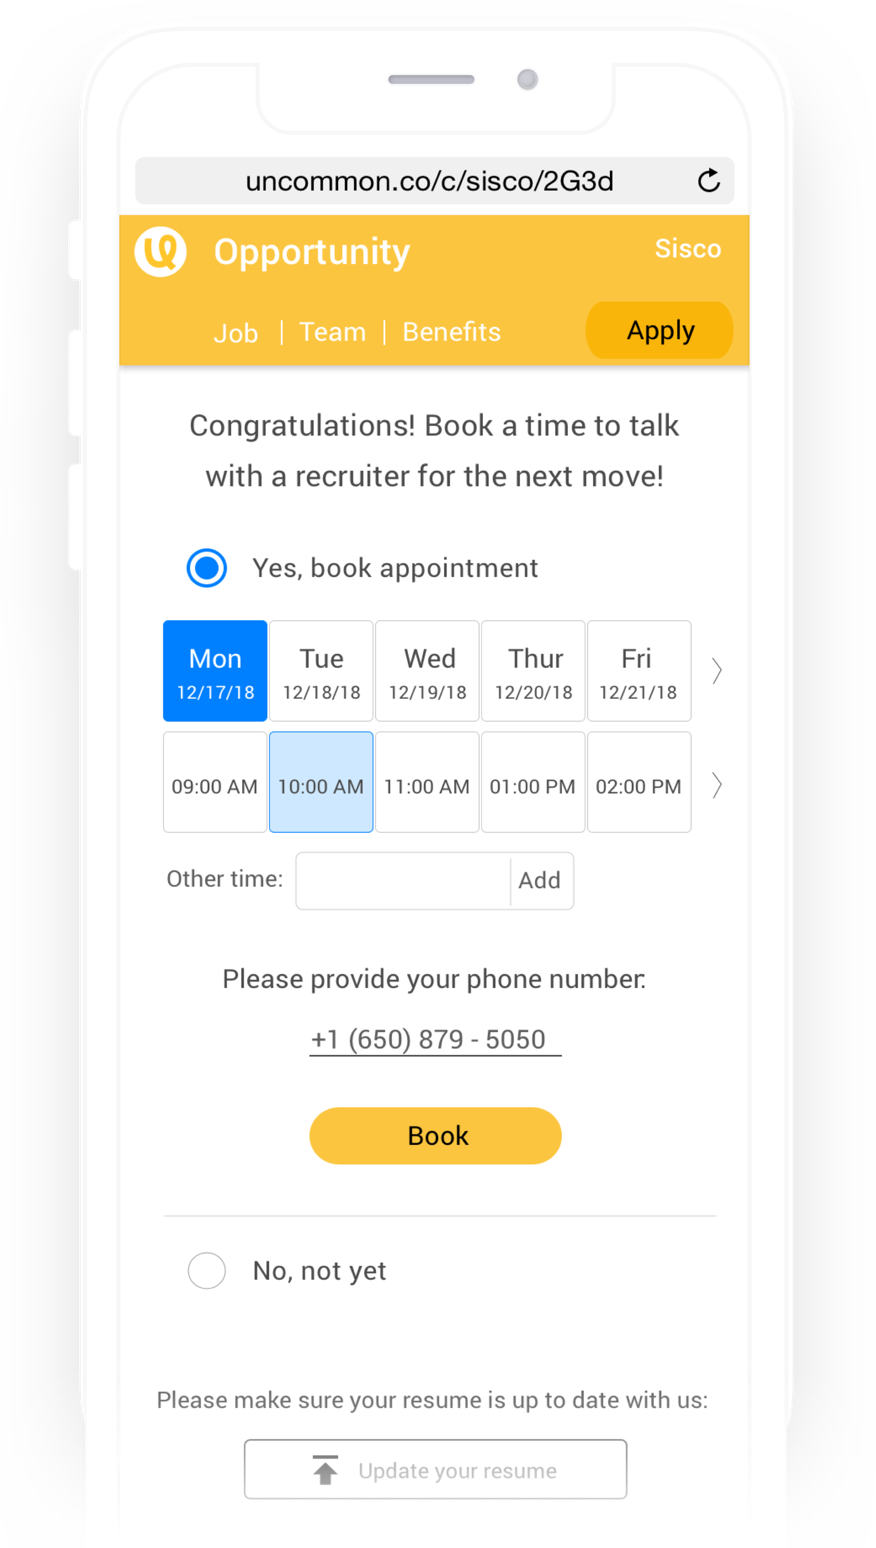 uncommon.co/c/sisco/2G3d
Opportunity
Sisco
Job | Team | Benefits
Apply
Congratulations! Book a time to talk
with a recruiter for the next move!
Yes, book appointment
Mon Tue Wed Thur Fri
12/17/18 12/18/18 12/19/18 12/20/18 12/21/18
09:00 AM 10:00 AM 11:00 AM 01:00 PM 02:00 PM
Other time: Add
Please provide your phone number:
+1 (650) 879 - 5050
Book
No, not yet
Please make sure your resume is up to date with us:
Update your resume